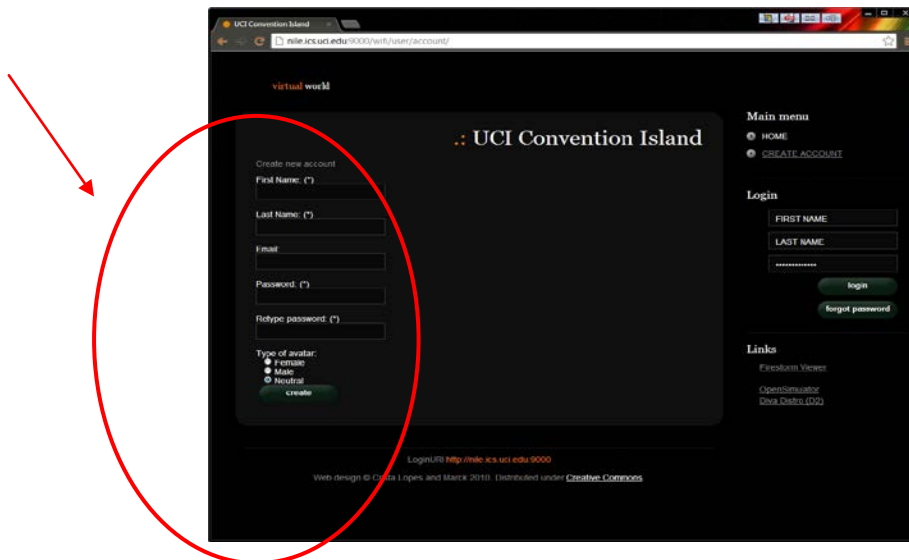 UCI Convention Island
nile.ics.uci.edu:9000/wifi/user/account/
virtual world
.: UCI Convention Island
Create new account
First Name: (*)
Last Name: (*)
Email:
Password: (*)
Retype password: (*)
Type of avatar:
Female
Male
Neutral
create
Main menu
HOME
CREATE ACCOUNT
Login
FIRST NAME
LAST NAME
•••••••••••••
login
forgot password
Links
Firestorm Viewer
OpenSimulator
Diva Distro (D2)
LoginURI http://nile.ics.uci.edu:9000
Web design © Crista Lopes and Marck 2010. Distributed under Creative Commons